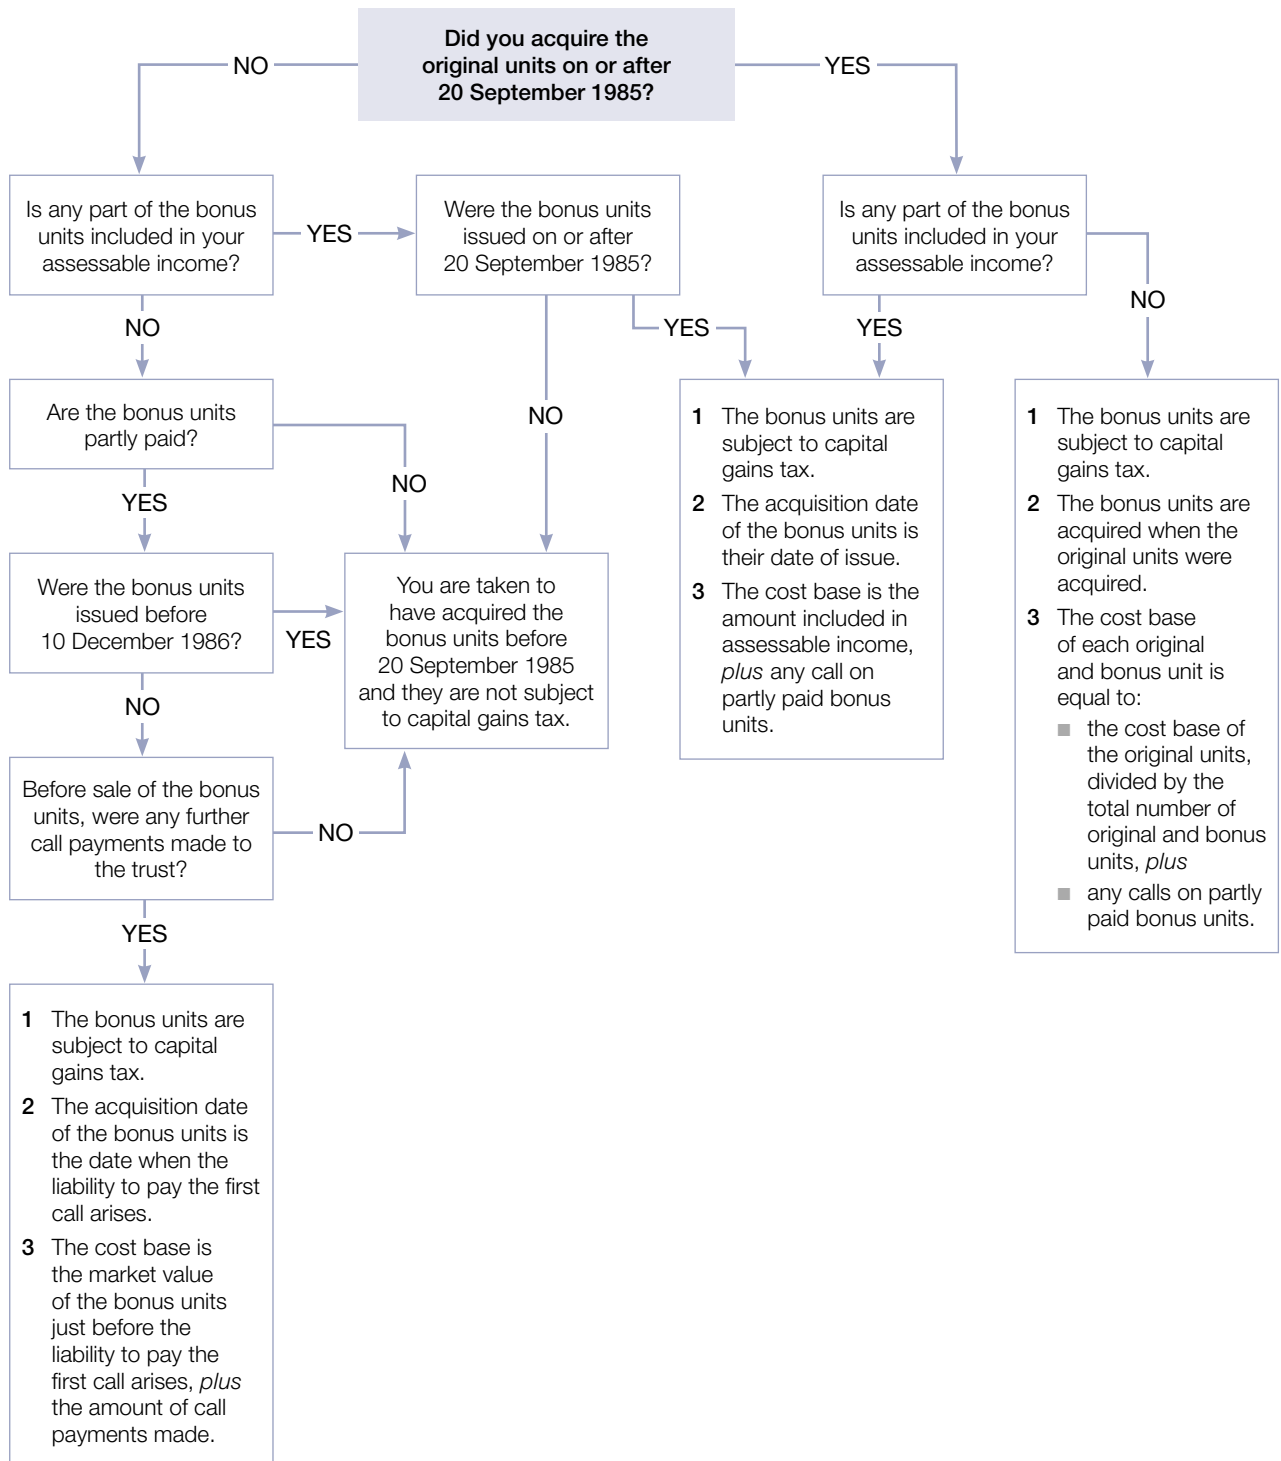 Did you acquire the
original units on or after
20 September 1985?
NO
YES
Is any part of the bonus
units included in your
assessable income?
YES
Were the bonus units
issued on or after
20 September 1985?
Is any part of the bonus
units included in your
assessable income?
NO
NO
YES
YES
NO
Are the bonus units
partly paid?
NO
YES
Were the bonus units
issued before
10 December 1986?
YES
You are taken to
have acquired the
bonus units before
20 September 1985
and they are not subject
to capital gains tax.
1 The bonus units are
subject to capital
gains tax.
2 The acquisition date
of the bonus units is
their date of issue.
3 The cost base is the
amount included in
assessable income,
plus any call on
partly paid bonus
units.
1 The bonus units are
subject to capital
gains tax.
2 The bonus units are
acquired when the
original units were
acquired.
3 The cost base
of each original
and bonus unit is
equal to:
■ the cost base of
the original units,
divided by the
total number of
original and bonus
units, plus
■ any calls on partly
paid bonus units.
NO
Before sale of the bonus
units, were any further
call payments made to
the trust?
NO
YES
1 The bonus units are
subject to capital
gains tax.
2 The acquisition date
of the bonus units is
the date when the
liability to pay the first
call arises.
3 The cost base is
the market value
of the bonus units
just before the
liability to pay the
first call arises, plus
the amount of call
payments made.